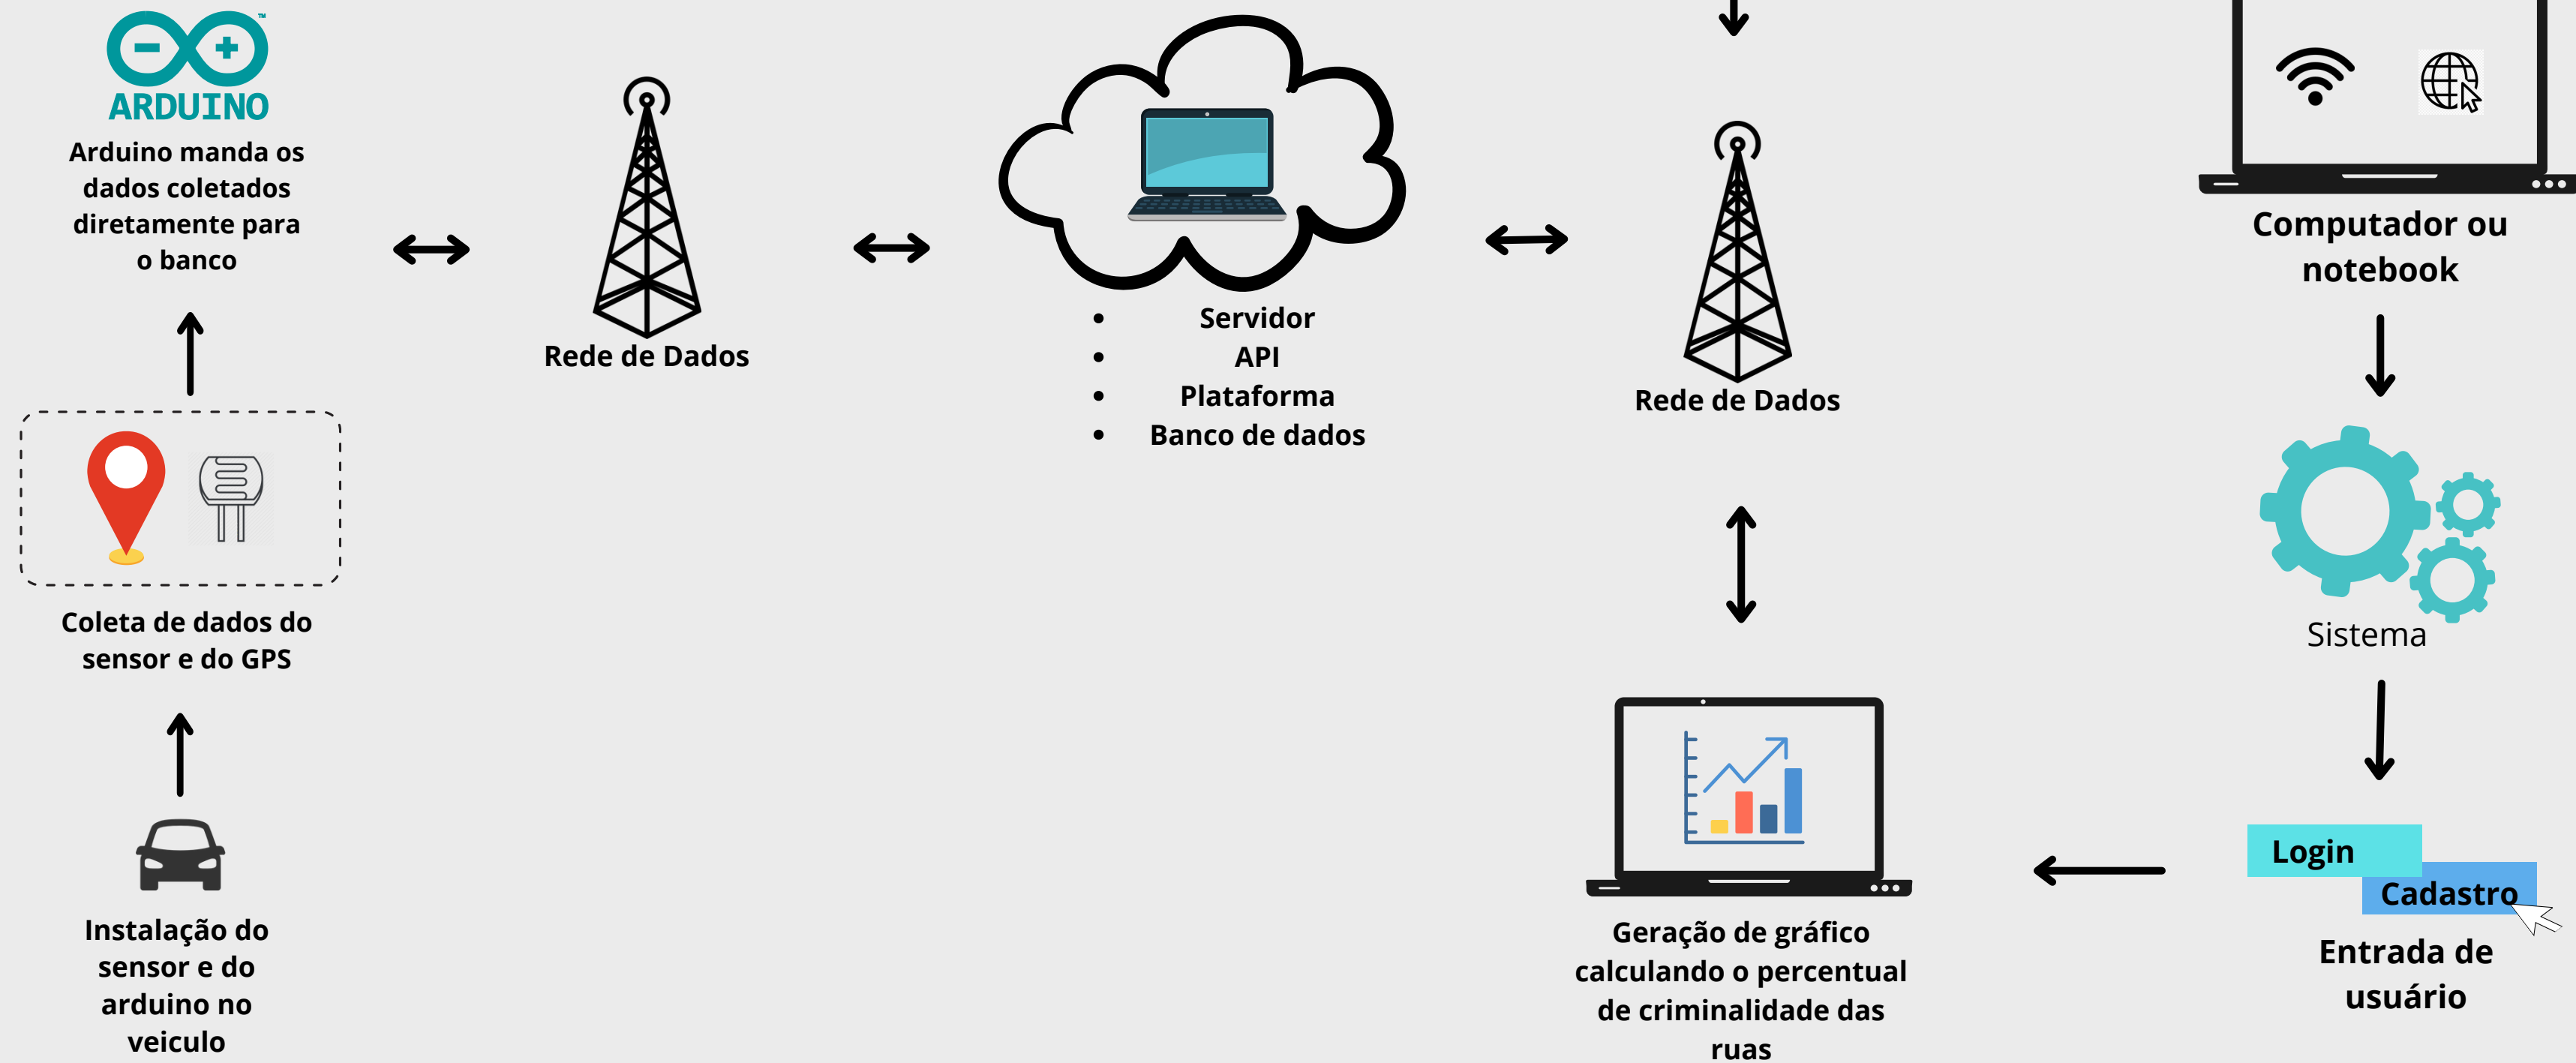 ARDUINO
TM
Arduino manda os
dados coletados
diretamente para
o banco
Coleta de dados do
sensor e do GPS
Instalação do
sensor e do
arduino no
veiculo
Rede de Dados
• Servidor
• API
• Plataforma
• Banco de dados
Rede de Dados
Geração de gráfico
calculando o percentual
de criminalidade das
ruas
Computador ou
notebook
Sistema
Login
Cadastro
Entrada de
usuário